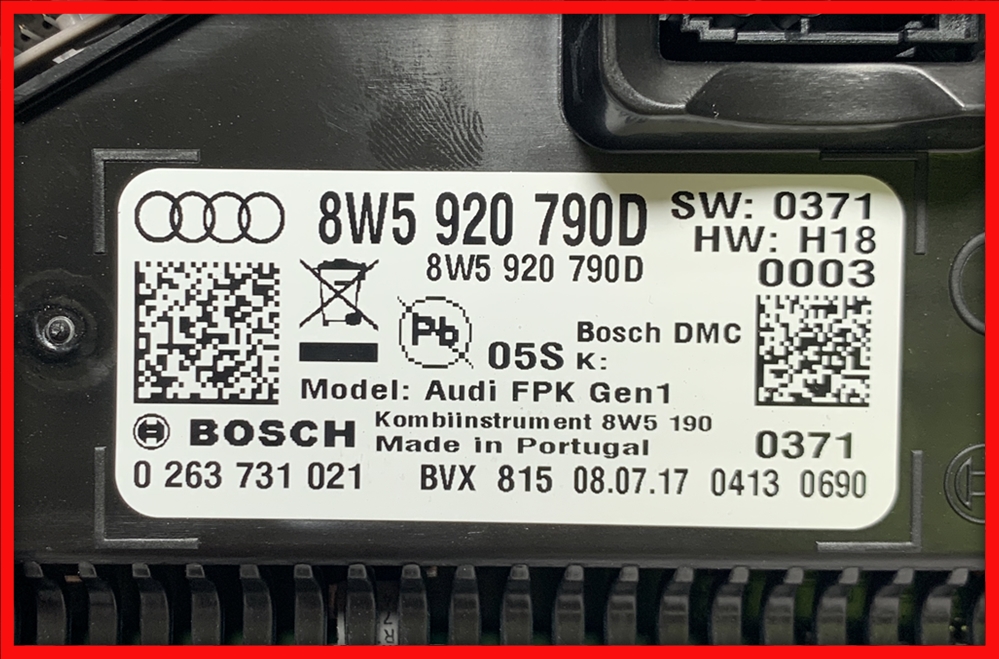 8W5 920 790D
SW: 0371
HW: H18
0003
8W5 920 790D
Pb
05S
Bosch DMC
K:
Model: Audi FPK Gen1
BOSCH
Kombiinstrument 8W5 190
Made in Portugal
0371
0 263 731 021 BVX 815 08.07.17 0413 0690